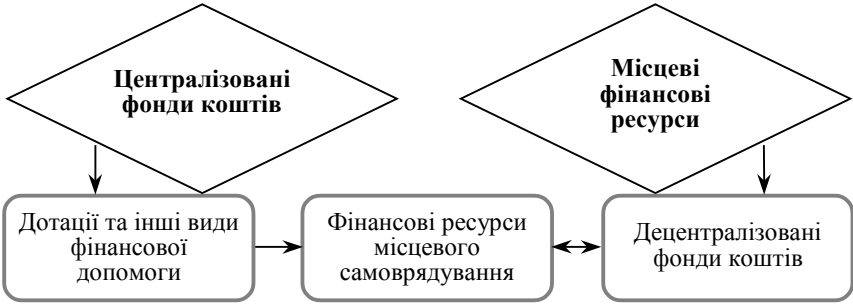 Централізовані
фонди коштів
Місцеві
фінансові
ресурси
Дотації та інші види
фінансової
допомоги
Фінансові ресурси
місцевого
самоврядування
Децентралізовані
фонди коштів